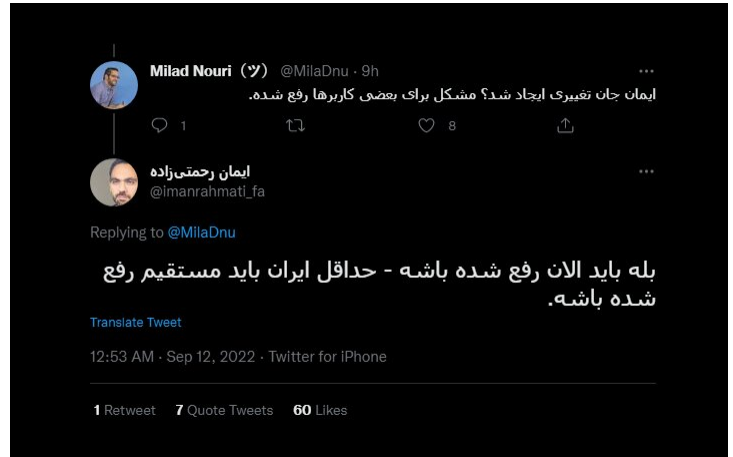 Milad Nouri（ツ） @MilaDnu · 9h
ایمان جان تغییری ایجاد شد؟ مشکل برای بعضی کاربرها رفع شده.
1 8
ایمان رحمتی‌زاده
@imanrahmati_fa
Replying to @MilaDnu
بله باید الان رفع شده باشه - حداقل ایران باید مستقیم رفع
شده باشه.
Translate Tweet
12:53 AM · Sep 12, 2022 · Twitter for iPhone
1 Retweet 7 Quote Tweets 60 Likes